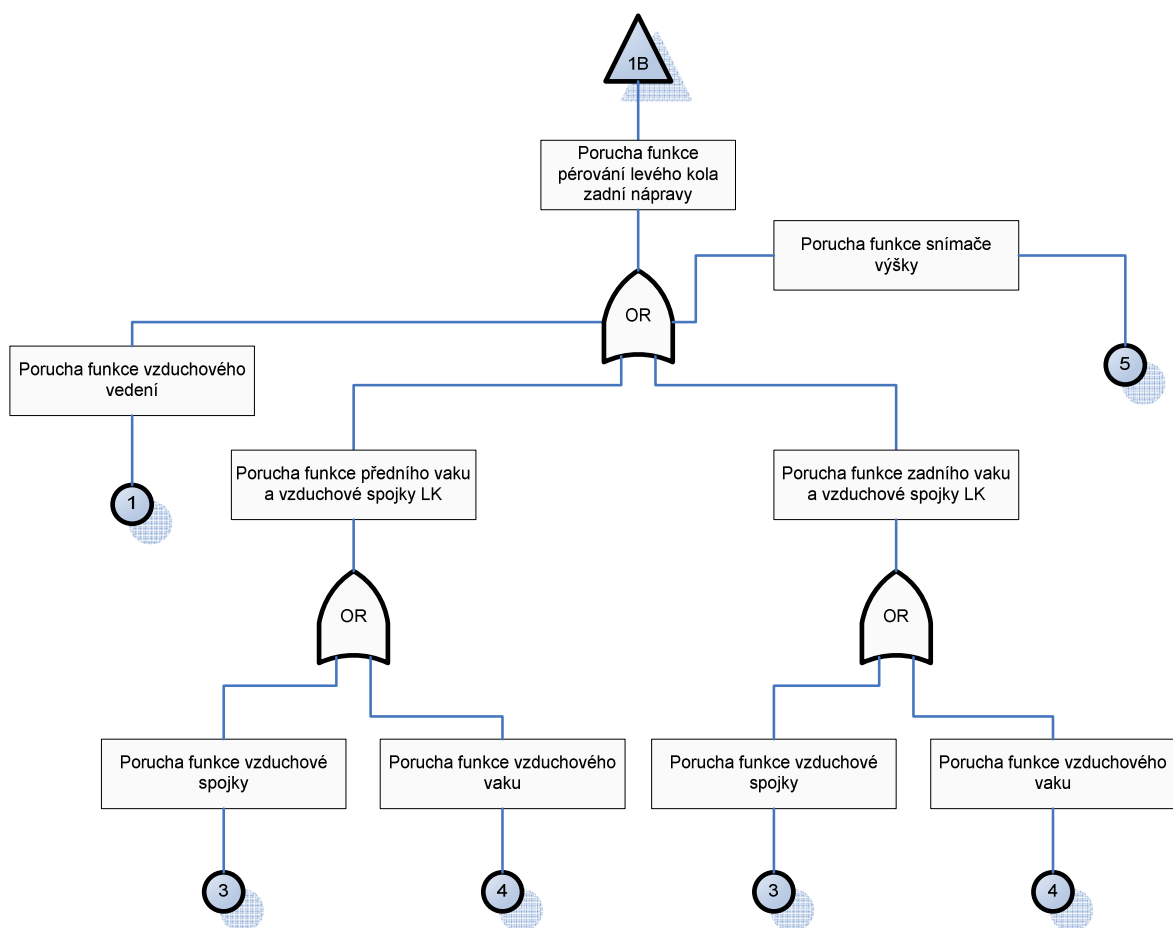 1B
Porucha funkce
pérování levého kola
zadní nápravy
Porucha funkce snímače
výšky
OR
Porucha funkce vzduchového
vedení
5
1
Porucha funkce předního vaku
a vzduchové spojky LK
Porucha funkce zadního vaku
a vzduchové spojky LK
OR
OR
Porucha funkce vzduchové
spojky
Porucha funkce vzduchového
vaku
Porucha funkce vzduchové
spojky
Porucha funkce vzduchového
vaku
3
4
3
4